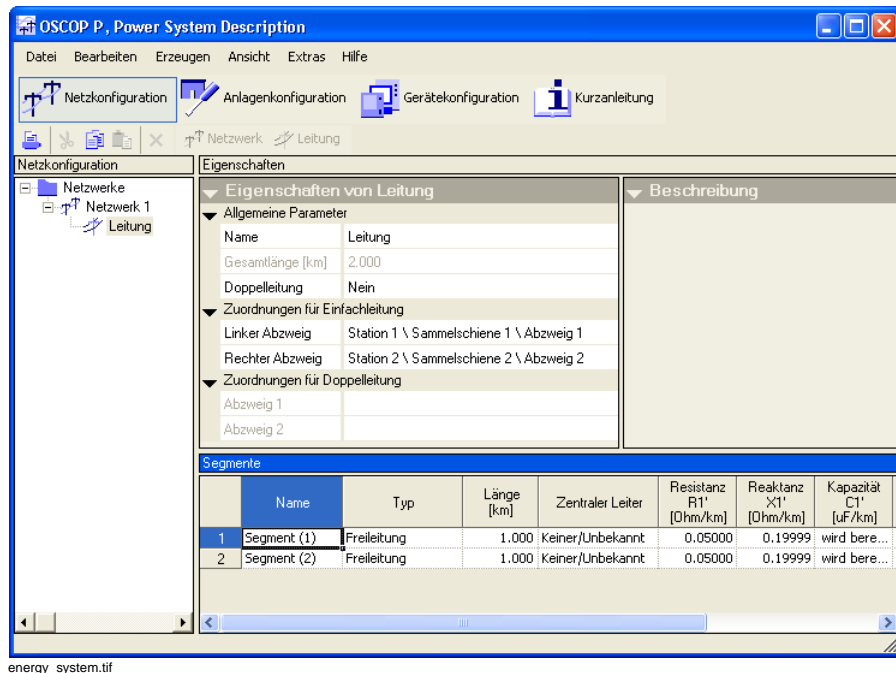 OSCOP P, Power System Description
Datei Bearbeiten Erzeugen Ansicht Extras Hilfe
Netzkonfiguration Anlagenkonfiguration Gerätekonfiguration Kurzanleitung
Netzwerk Leitung
Netzkonfiguration
Netzwerke
Netzwerk 1
Leitung
Eigenschaften
Eigenschaften von Leitung
Allgemeine Parameter
Name Leitung
Gesamtlänge [km] 2.000
Doppelleitung Nein
Zuordnungen für Einfachleitung
Linker Abzweig Station 1 \ Sammelschiene 1 \ Abzweig 1
Rechter Abzweig Station 2 \ Sammelschiene 2 \ Abzweig 2
Zuordnungen für Doppelleitung
Abzweig 1
Abzweig 2
Beschreibung
Segmente
Name Typ Länge [km] Zentraler Leiter Resistanz R1' [Ohm/km] Reaktanz X1' [Ohm/km] Kapazität C1' [uF/km]
1 Segment (1) Freileitung 1.000 Keiner/Unbekannt 0.05000 0.19999 wird bere...
2 Segment (2) Freileitung 1.000 Keiner/Unbekannt 0.05000 0.19999 wird bere...
energy_system.tif